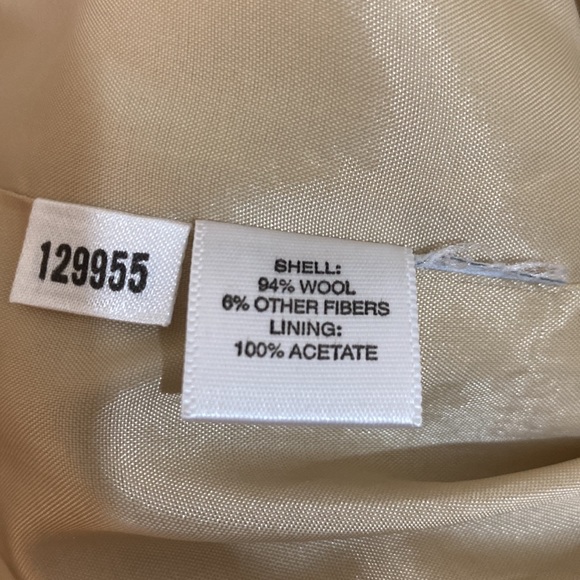 129955
SHELL:
94% WOOL
6% OTHER FIBERS
LINING:
100% ACETATE